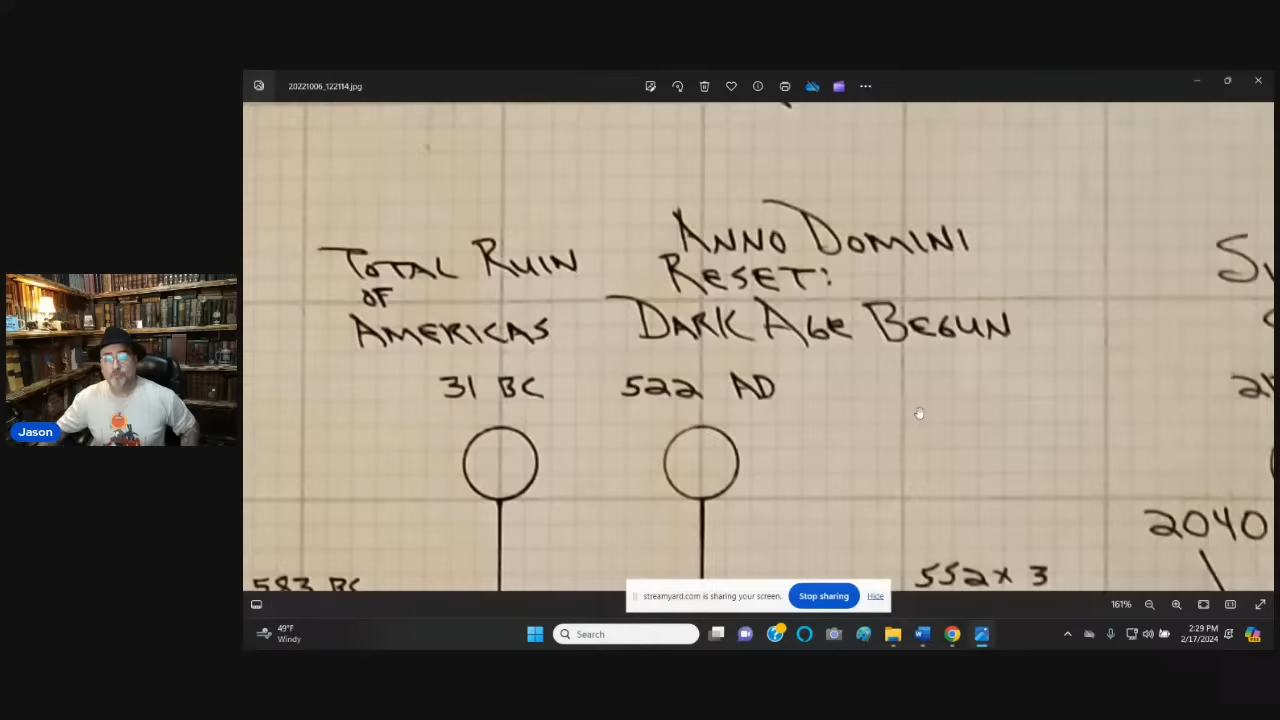 20221006_122114.jpg
TOTAL RUIN
OF
AMERICAS
31 BC
ANNO DOMINI
RESET:
DARK AGE BEGUN
522 AD
2040
583 BC
552 x 3
Jason
streamyard.com is sharing your screen.
Stop sharing
Hide
161%
49°F
Windy
Search
2:29 PM
2/17/2024